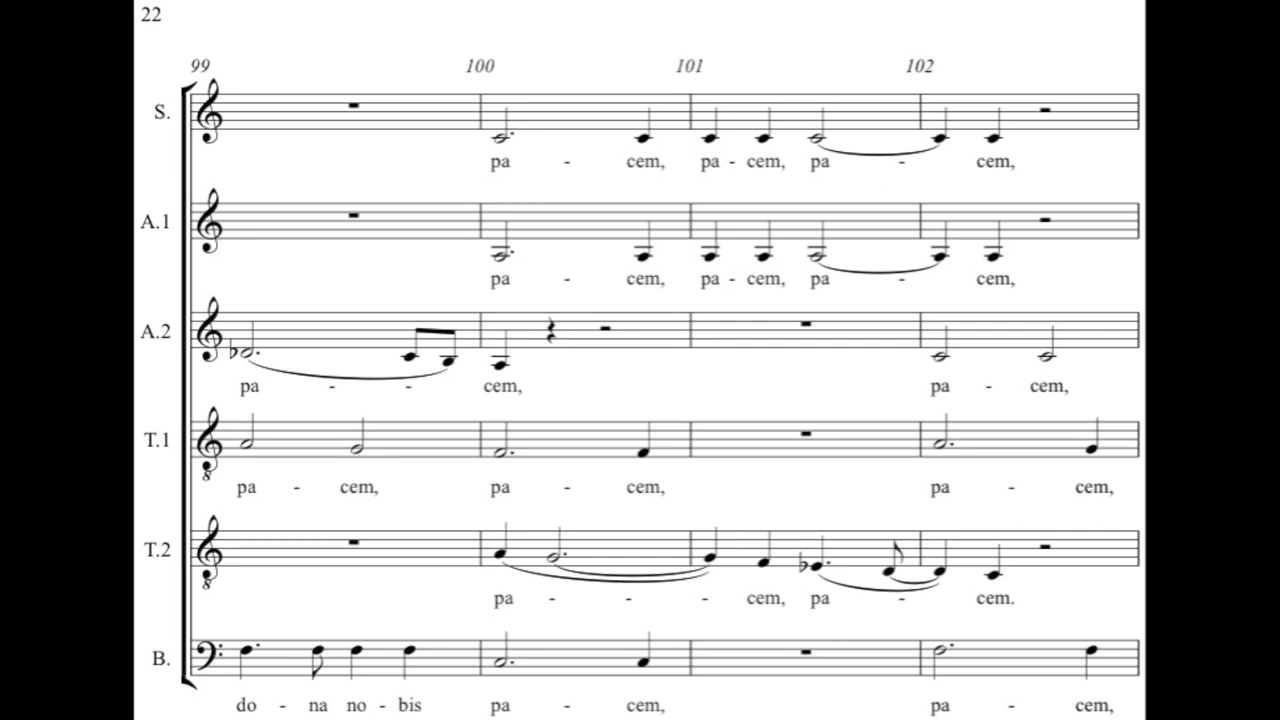 22
99 100 101 102
S.
pa - cem, pa - cem, pa - cem,
A.1
pa - cem, pa - cem, pa - cem,
A.2
pa - - cem, pa - cem,
T.1
pa - cem, pa - cem, pa - cem,
8
T.2
8
pa - - - cem, pa - cem.
B.
do - na no - bis pa - cem, pa - cem,